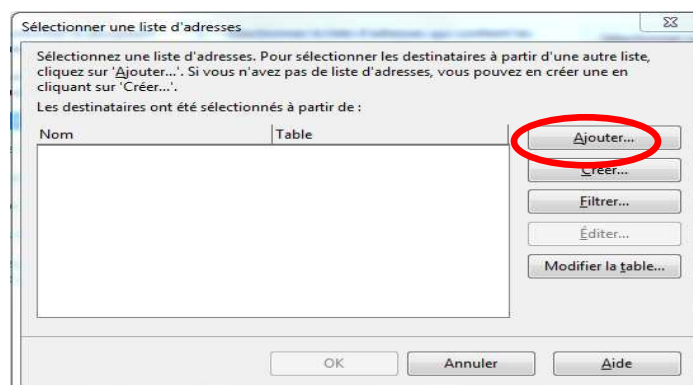 Sélectionner une liste d'adresses
Sélectionnez une liste d'adresses. Pour sélectionner les destinataires à partir d'une autre liste,
cliquez sur 'Ajouter...'. Si vous n'avez pas de liste d'adresses, vous pouvez en créer une en
cliquant sur 'Créer...'.
Les destinataires ont été sélectionnés à partir de :
Nom Table
Ajouter...
Créer...
Filtrer...
Éditer...
Modifier la table...
OK Annuler Aide